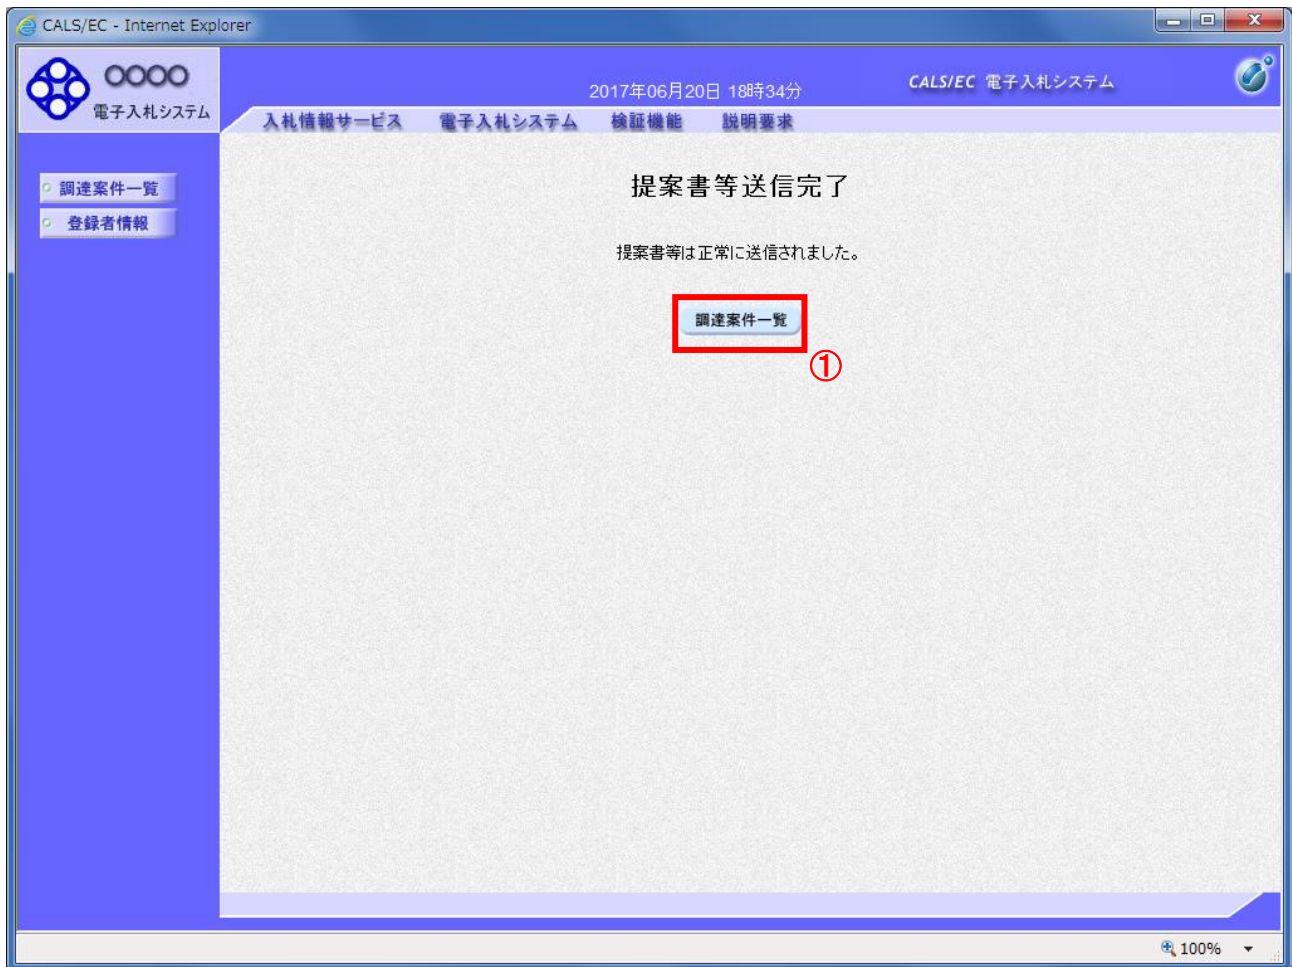 CALS/EC - Internet Explorer
○○○○
電子入札システム
2017年06月20日 18時34分
CALS/EC 電子入札システム
入札情報サービス 電子入札システム 検証機能 説明要求
調達案件一覧
登録者情報
提案書等送信完了
提案書等は正常に送信されました。
調達案件一覧
①
100%